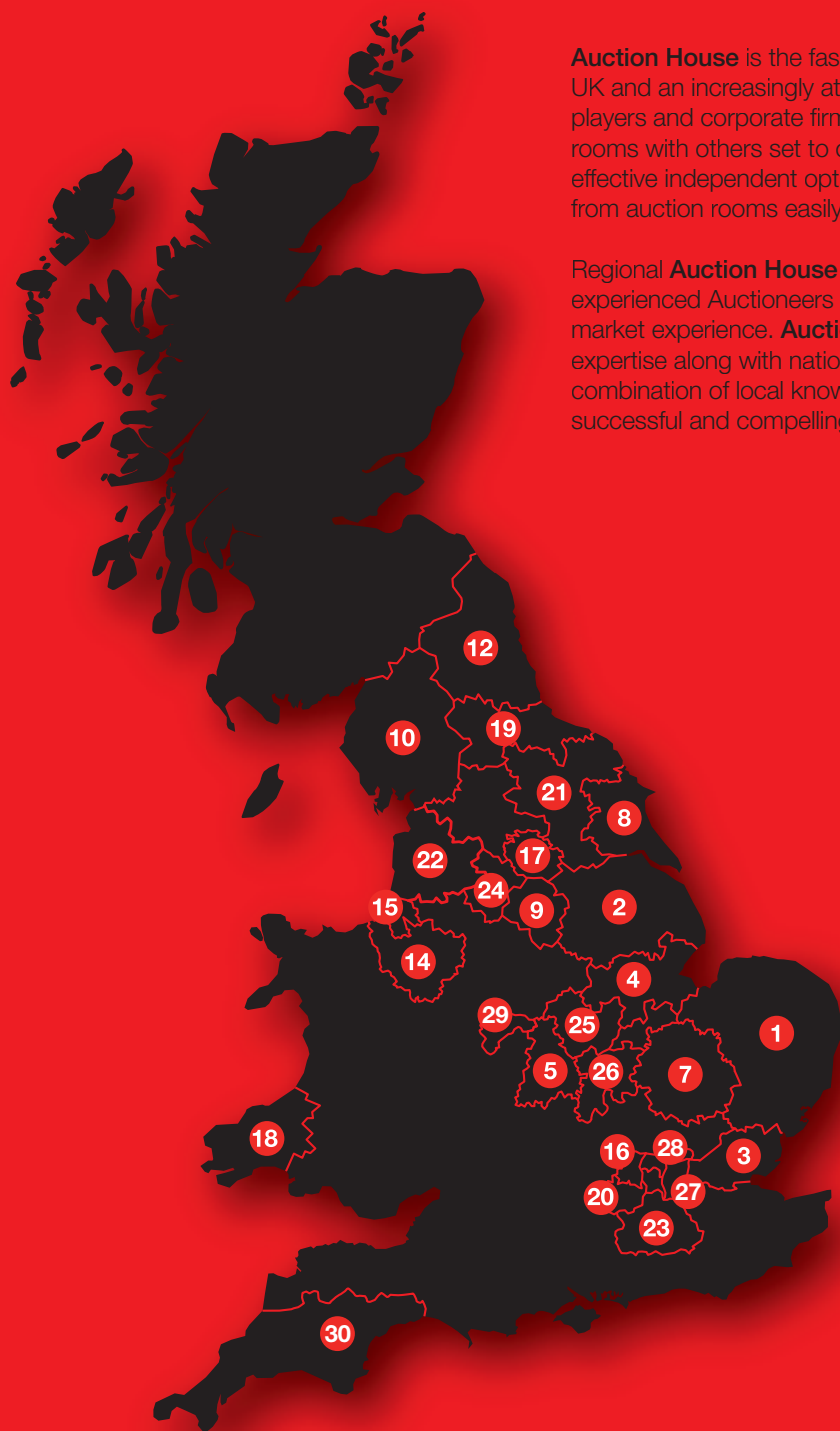 Auction House is the fas
UK and an increasingly at
players and corporate firm
rooms with others set to
effective independent opt
from auction rooms easily
Regional Auction House
experienced Auctioneers
market experience. Aucti
expertise along with natio
combination of local know
successful and compelling
12
19
10
21
8
17
22
24
15
9
2
14
4
29
25
1
5
26
7
18
16
28
3
20
27
23
30